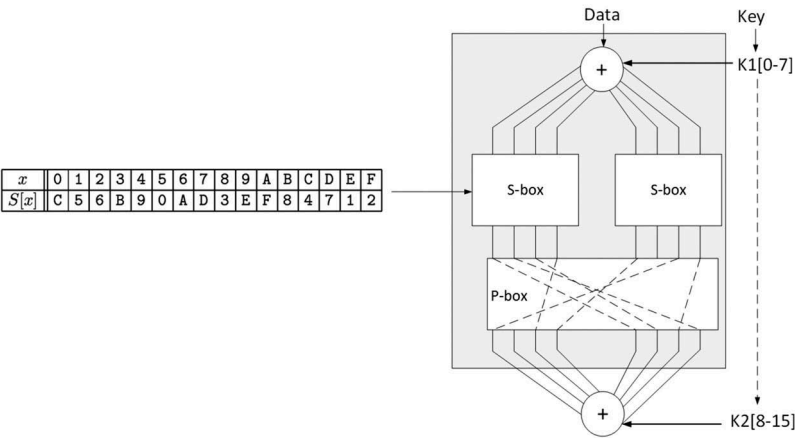 Data
Key
+
K1[0-7]
x 0 1 2 3 4 5 6 7 8 9 A B C D E F
S[x] C 5 6 B 9 0 A D 3 E F 8 4 7 1 2
S-box
S-box
P-box
+
K2[8-15]